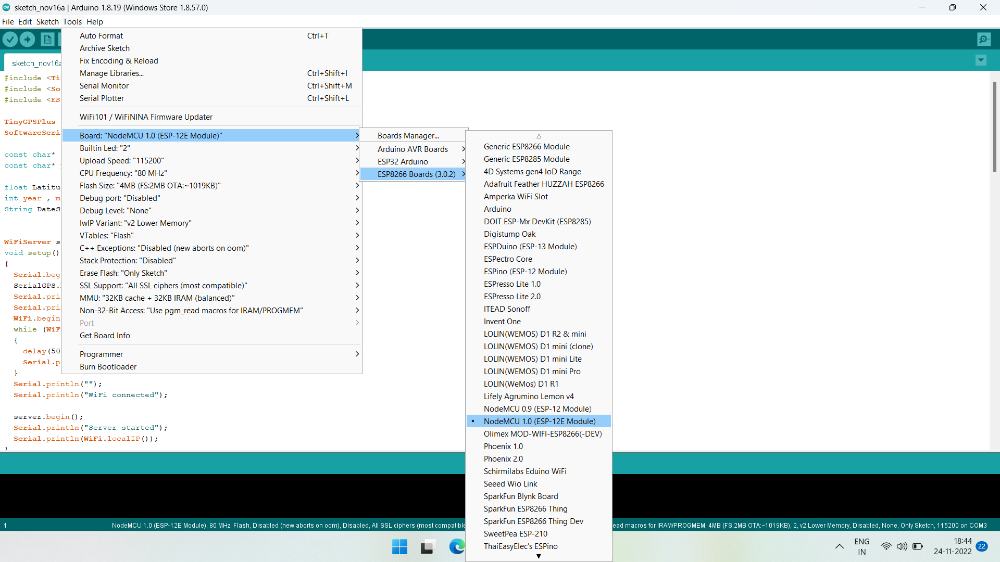 sketch_nov16a | Arduino 1.8.19 (Windows Store 1.8.57.0)
File Edit Sketch Tools Help
sketch_nov16a
Auto Format Ctrl+T
Archive Sketch
Fix Encoding & Reload
Manage Libraries... Ctrl+Shift+I
Serial Monitor Ctrl+Shift+M
Serial Plotter Ctrl+Shift+L
WiFi101 / WiFiNINA Firmware Updater
Board: "NodeMCU 1.0 (ESP-12E Module)"
Builtin Led: "2"
Upload Speed: "115200"
CPU Frequency: "80 MHz"
Flash Size: "4MB (FS:2MB OTA:~1019KB)"
Debug port: "Disabled"
Debug Level: "None"
lwIP Variant: "v2 Lower Memory"
VTables: "Flash"
C++ Exceptions: "Disabled (new aborts on oom)"
Stack Protection: "Disabled"
Erase Flash: "Only Sketch"
SSL Support: "All SSL ciphers (most compatible)"
MMU: "32KB cache + 32KB IRAM (balanced)"
Non-32-Bit Access: "Use pgm_read macros for IRAM/PROGMEM"
Port
Get Board Info
Programmer
Burn Bootloader
Boards Manager...
Arduino AVR Boards
ESP32 Arduino
ESP8266 Boards (3.0.2)
Generic ESP8266 Module
Generic ESP8285 Module
4D Systems gen4 IoD Range
Adafruit Feather HUZZAH ESP8266
Amperka WiFi Slot
Arduino
DOIT ESP-Mx DevKit (ESP8285)
Digistump Oak
ESPDuino (ESP-13 Module)
ESPectro Core
ESPino (ESP-12 Module)
ESPresso Lite 1.0
ESPresso Lite 2.0
ITEAD Sonoff
Invent One
LOLIN(WEMOS) D1 R2 & mini
LOLIN(WEMOS) D1 mini (clone)
LOLIN(WEMOS) D1 mini Lite
LOLIN(WEMOS) D1 mini Pro
LOLIN(WeMos) D1 R1
Lifely Agrumino Lemon v4
NodeMCU 0.9 (ESP-12 Module)
• NodeMCU 1.0 (ESP-12E Module)
Olimex MOD-WIFI-ESP8266(-DEV)
Phoenix 1.0
Phoenix 2.0
Schirmilabs Eduino WiFi
Seeed Wio Link
SparkFun Blynk Board
SparkFun ESP8266 Thing
SparkFun ESP8266 Thing Dev
SweetPea ESP-210
ThaiEasyElec's ESPino
#include <Ti
#include <So
#include <ES
TinyGPSPlus
SoftwareSeri
const char*
const char*
float Latitu
int year , m
String DateS
WiFiServer s
void setup()
{
Serial.beg
SerialGPS.
Serial.pri
Serial.pri
WiFi.begin
while (WiF
{
delay(50
Serial.p
}
Serial.println("");
Serial.println("WiFi connected");
server.begin();
Serial.println("Server started");
Serial.println(WiFi.localIP());
1 NodeMCU 1.0 (ESP-12E Module), 80 MHz, Flash, Disabled (new aborts on oom), Disabled, All SSL ciphers (most compatible ead macros for IRAM/PROGMEM, 4MB (FS:2MB OTA:~1019KB), 2, v2 Lower Memory, Disabled, None, Only Sketch, 115200 on COM3
ENG
IN
18:44
24-11-2022
22